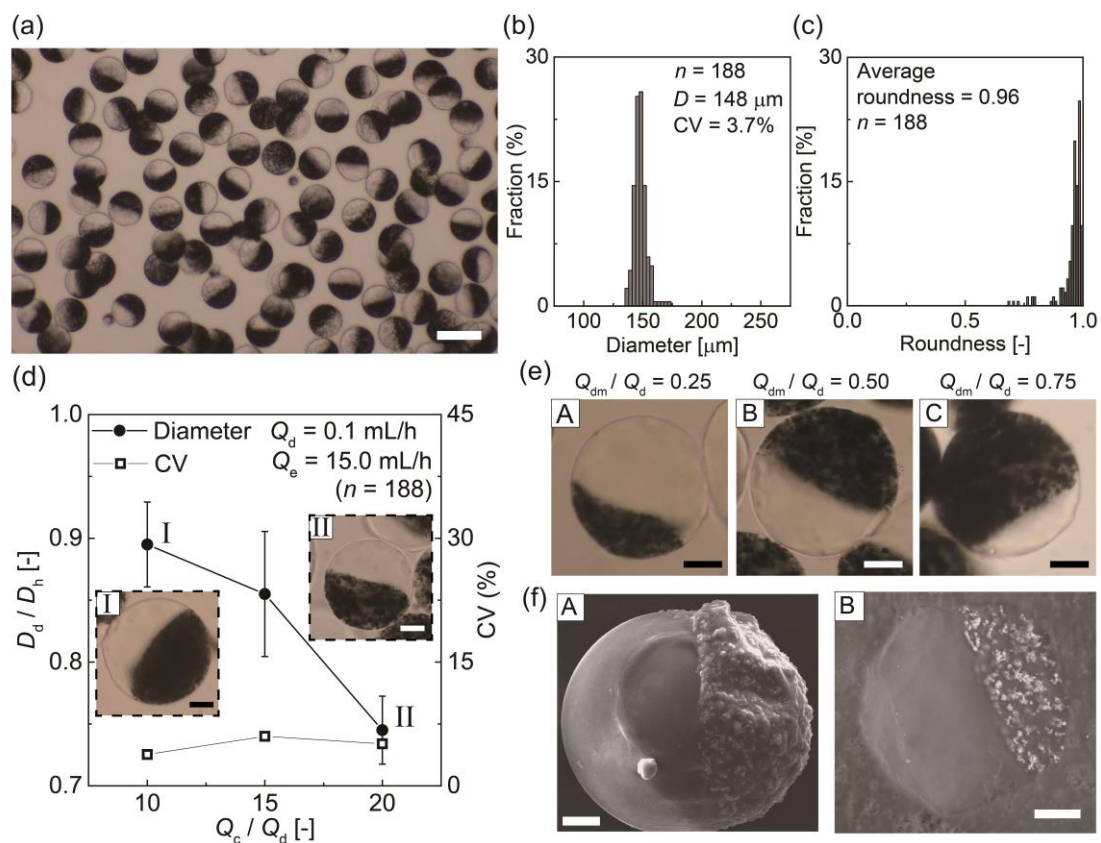 (a)
(b)
30
15
0
Fraction (%)
n = 188
D = 148 μm
CV = 3.7%
100 150 200 250
Diameter [μm]
(c)
30
15
0
Fraction [%]
Average
roundness = 0.96
n = 188
0.0 0.5 1.0
Roundness [-]
(d)
1.0
0.9
0.8
0.7
D_d / D_h [-]
Diameter
CV
Q_d = 0.1 mL/h
Q_e = 15.0 mL/h
(n = 188)
I
II
I
II
45
30
15
0
CV (%)
10 15 20
Q_c / Q_d [-]
(e)
Q_dm / Q_d = 0.25 Q_dm / Q_d = 0.50 Q_dm / Q_d = 0.75
A B C
(f)
A B